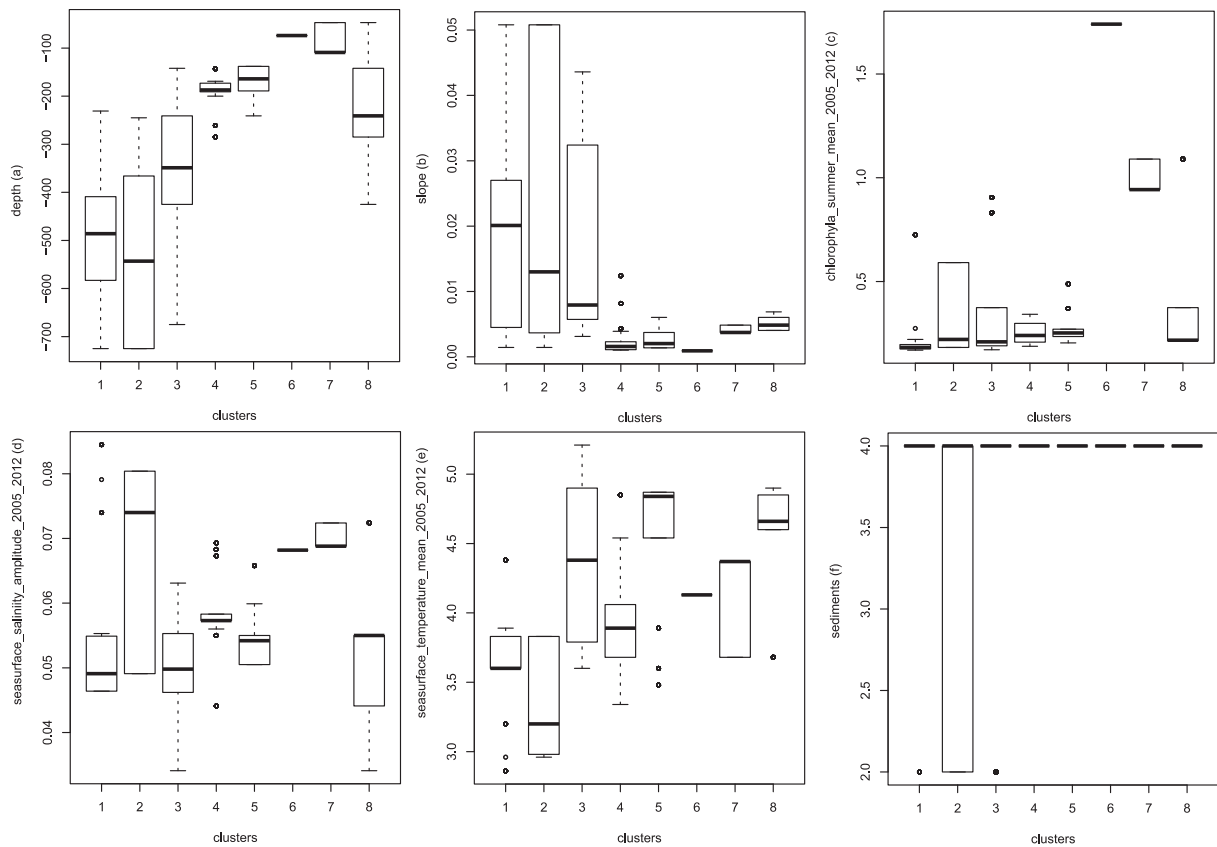 depth (a)
−100
−200
−300
−400
−500
−600
−700
1 2 3 4 5 6 7 8
clusters
slope (b)
0.05
0.04
0.03
0.02
0.01
0.00
1 2 3 4 5 6 7 8
clusters
chlorophyla_summer_mean_2005_2012 (c)
1.5
1.0
0.5
1 2 3 4 5 6 7 8
clusters
seasurface_saliniity_amplitude_2005_2012 (d)
0.08
0.07
0.06
0.05
0.04
1 2 3 4 5 6 7 8
clusters
seasurface_temperature_mean_2005_2012 (e)
5.0
4.5
4.0
3.5
3.0
1 2 3 4 5 6 7 8
clusters
sediments (f)
4.0
3.5
3.0
2.5
2.0
1 2 3 4 5 6 7 8
clusters